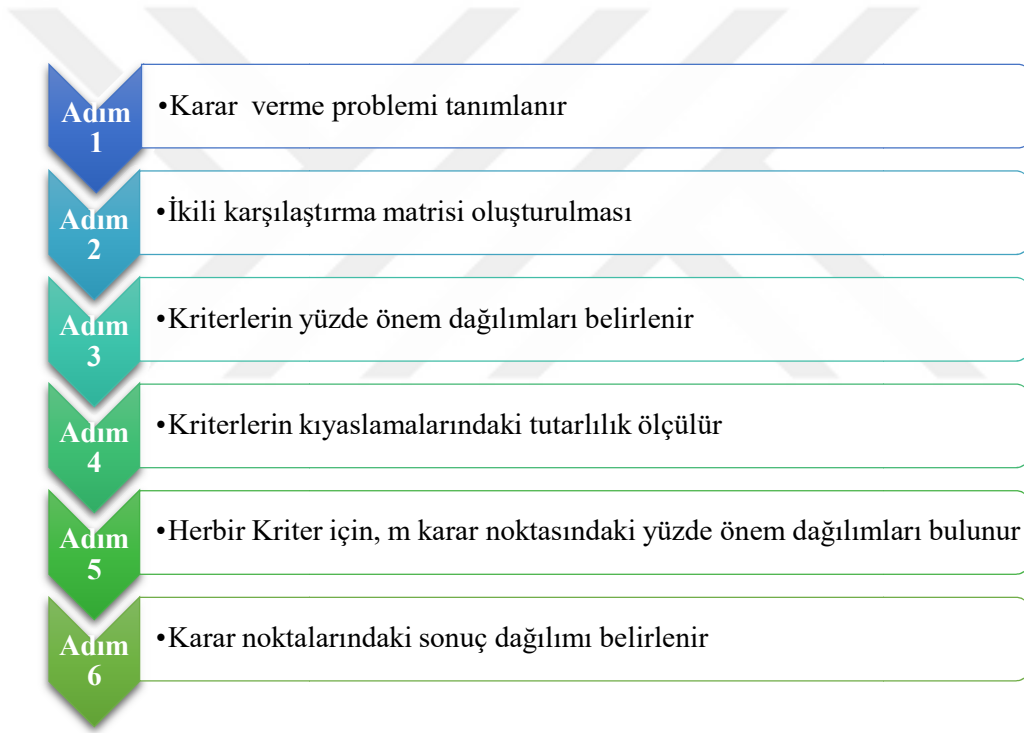 Adım
1
•Karar  verme problemi tanımlanır
Adım
2
•İkili karşılaştırma matrisi oluşturulması
Adım
3
•Kriterlerin yüzde önem dağılımları belirlenir
Adım
4
•Kriterlerin kıyaslamalarındaki tutarlılık ölçülür
Adım
5
•Herbir Kriter için, m karar noktasındaki yüzde önem dağılımları bulunur
Adım
6
•Karar noktalarındaki sonuç dağılımı belirlenir